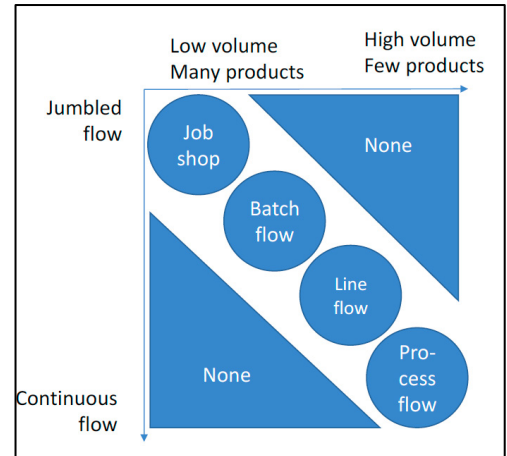 Low volume
Many products
High volume
Few products
Jumbled
flow
Job
shop
None
Batch
flow
Line
flow
None
Pro-
cess
flow
Continuous
flow